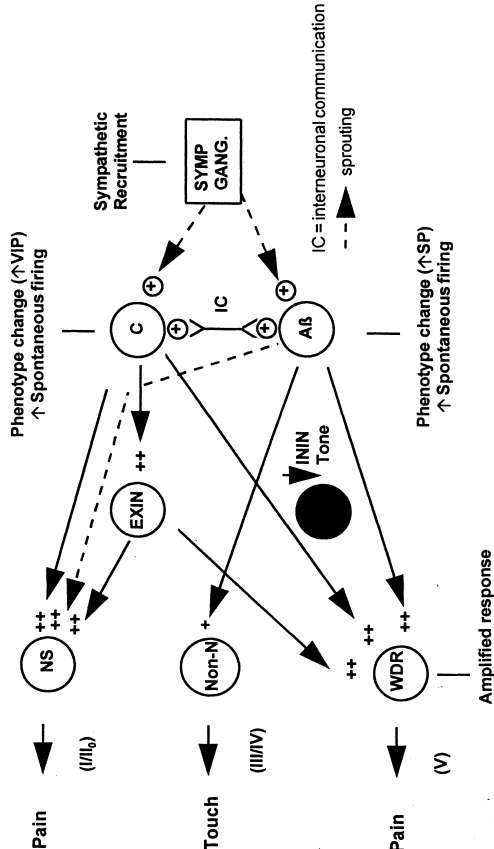 Phenotype change (↑VIP)
↑ Spontaneous firing
Sympathetic
Recruitment
SYMP
GANG.
C
+
+
IC
+
+
Aß
IC = interneuronal communication
sprouting
Phenotype change (↑SP)
↑ Spontaneous firing
++
EXIN
ININ
Tone
++
++
++
NS
+
Non-N
++
++
++
WDR
Amplified response
(I/II₀)
(III/IV)
(V)
Pain
Touch
Pain